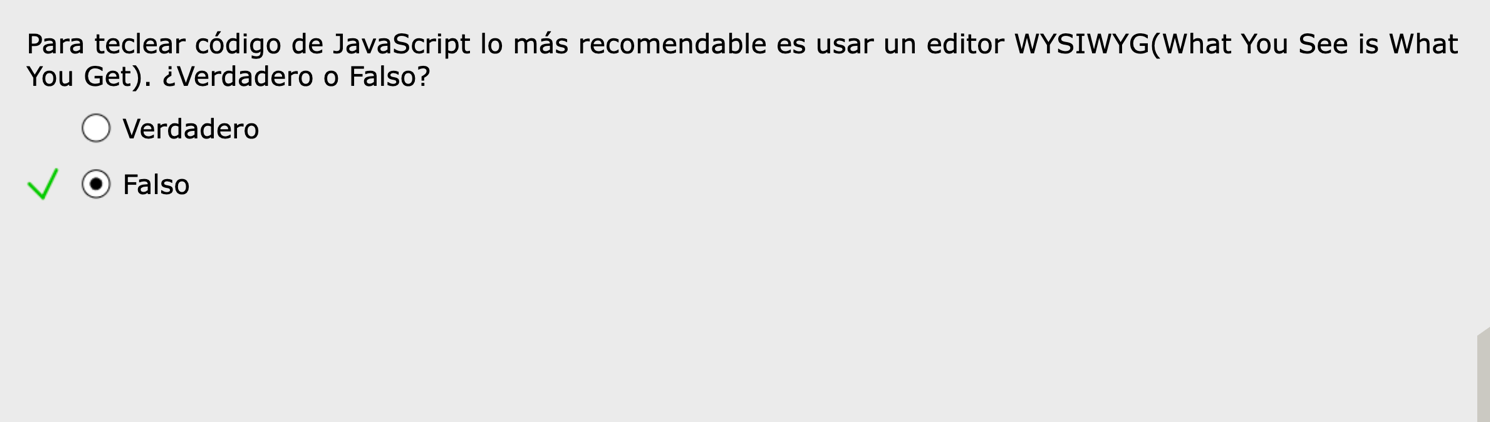 Para teclear código de JavaScript lo más recomendable es usar un editor WYSIWYG(What You See is What
You Get). ¿Verdadero o Falso?
Verdadero
Falso